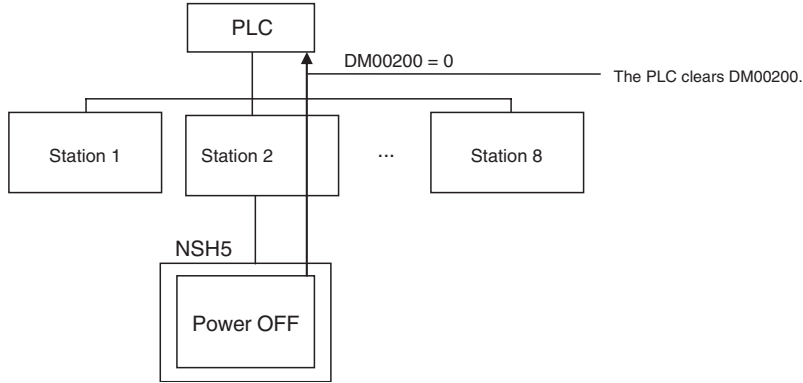 PLC
DM00200 = 0
The PLC clears DM00200.
Station 1
Station 2
...
Station 8
NSH5
Power OFF